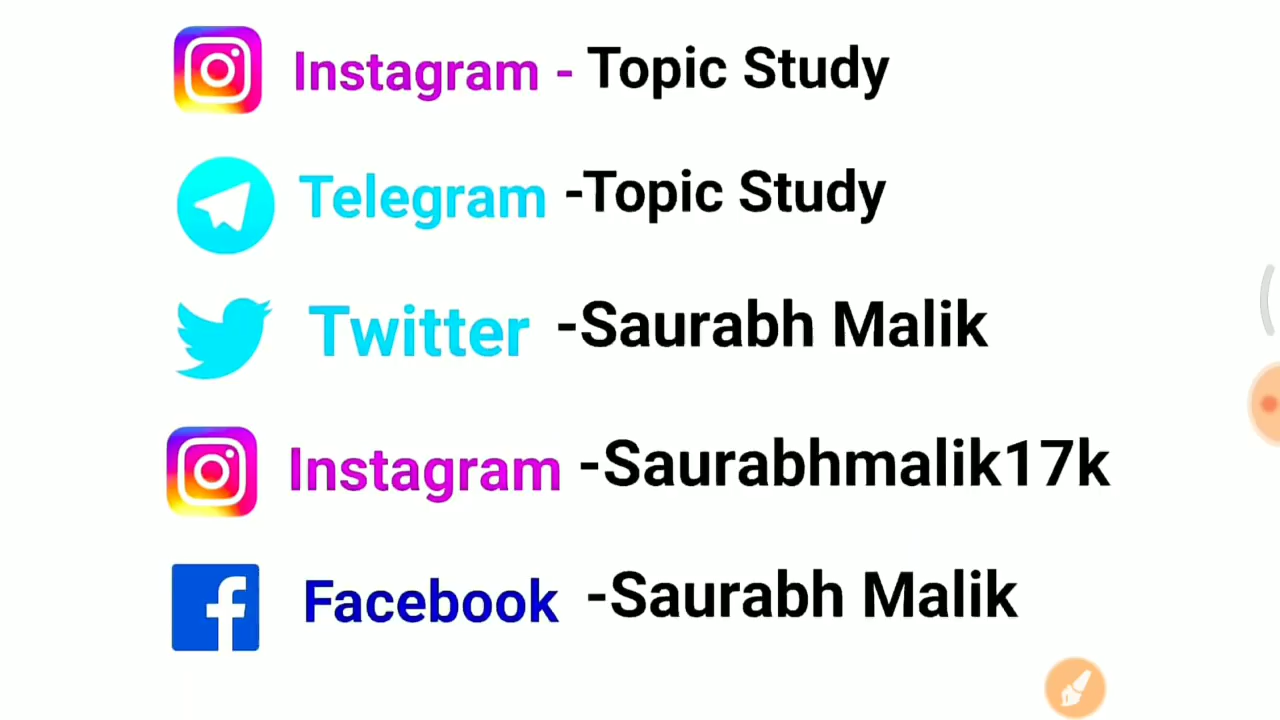 Instagram - Topic Study
Telegram -Topic Study
Twitter -Saurabh Malik
Instagram -Saurabhmalik17k
Facebook -Saurabh Malik